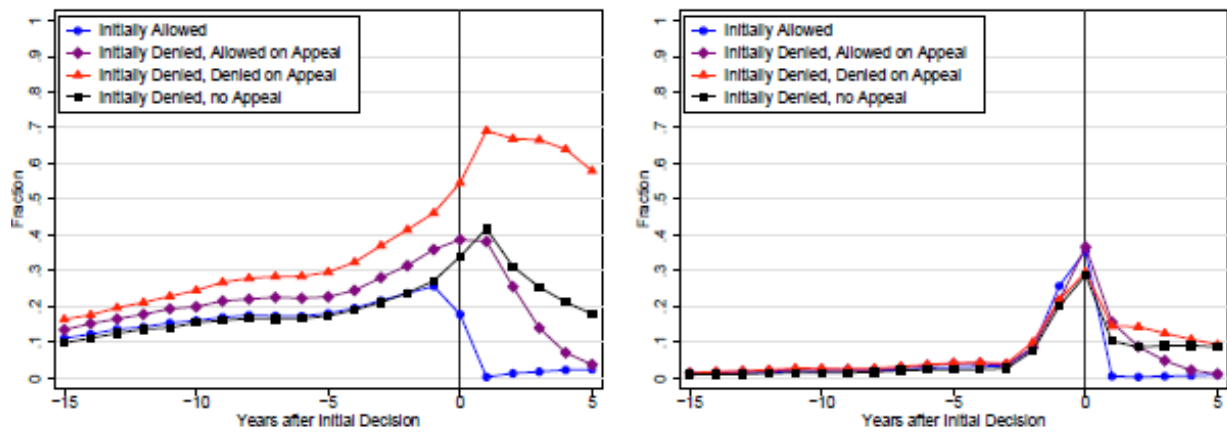 1
.9
.8
.7
.6
.5
.4
.3
.2
.1
0
Fraction
Initially Allowed
Initially Denied, Allowed on Appeal
Initially Denied, Denied on Appeal
Initially Denied, no Appeal
−15
−10
−5
0
5
Years after Initial Decision
1
.9
.8
.7
.6
.5
.4
.3
.2
.1
0
Fraction
Initially Allowed
Initially Denied, Allowed on Appeal
Initially Denied, Denied on Appeal
Initially Denied, no Appeal
−15
−10
−5
0
5
Years after Initial Decision